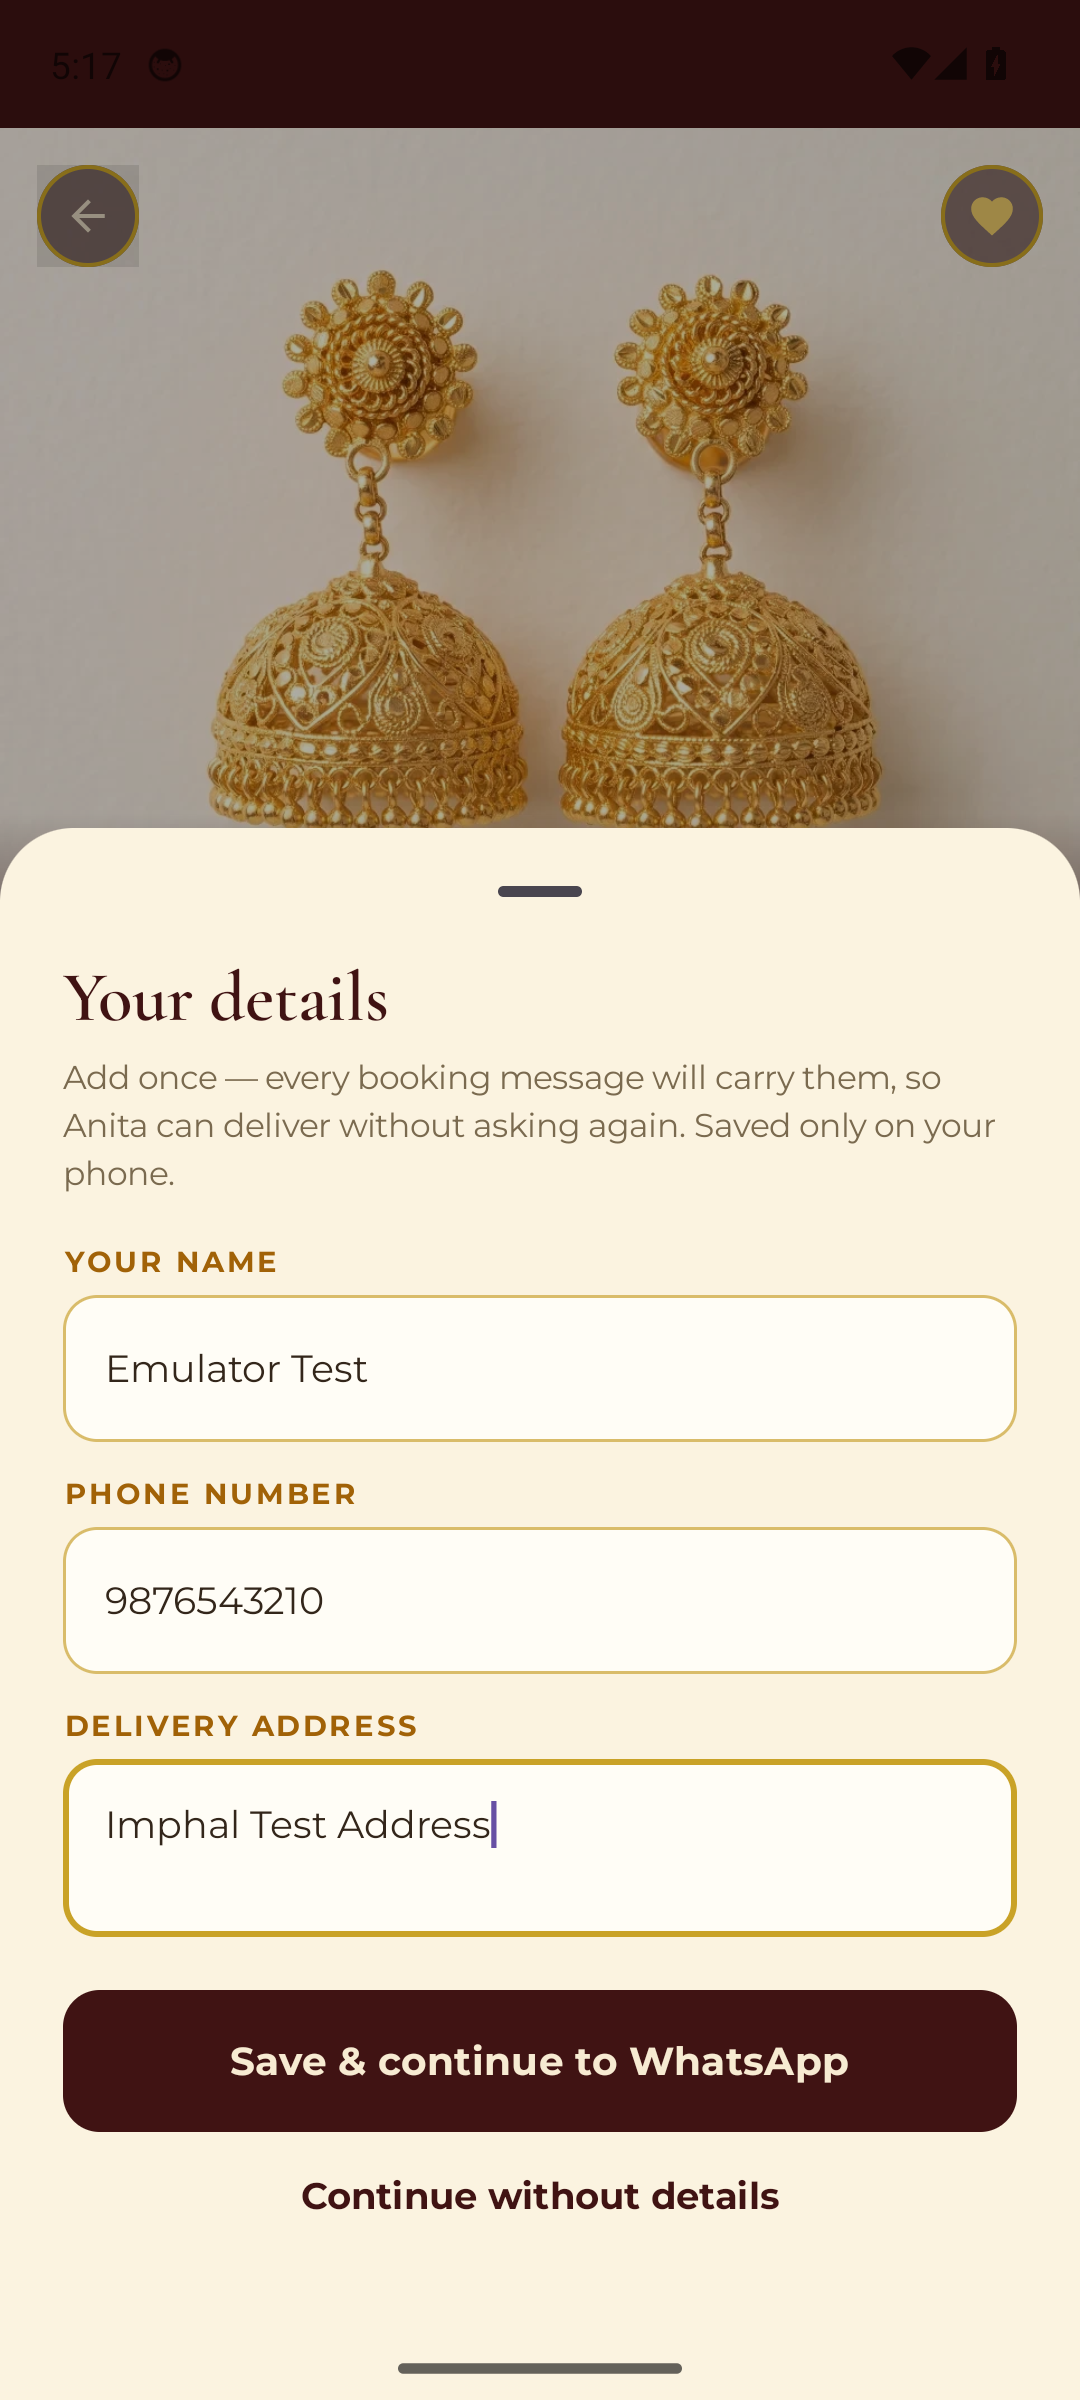 5:17
Your details
Add once — every booking message will carry them, so
Anita can deliver without asking again. Saved only on your
phone.
YOUR NAME
Emulator Test
PHONE NUMBER
9876543210
DELIVERY ADDRESS
Imphal Test Address
Save & continue to WhatsApp
Continue without details